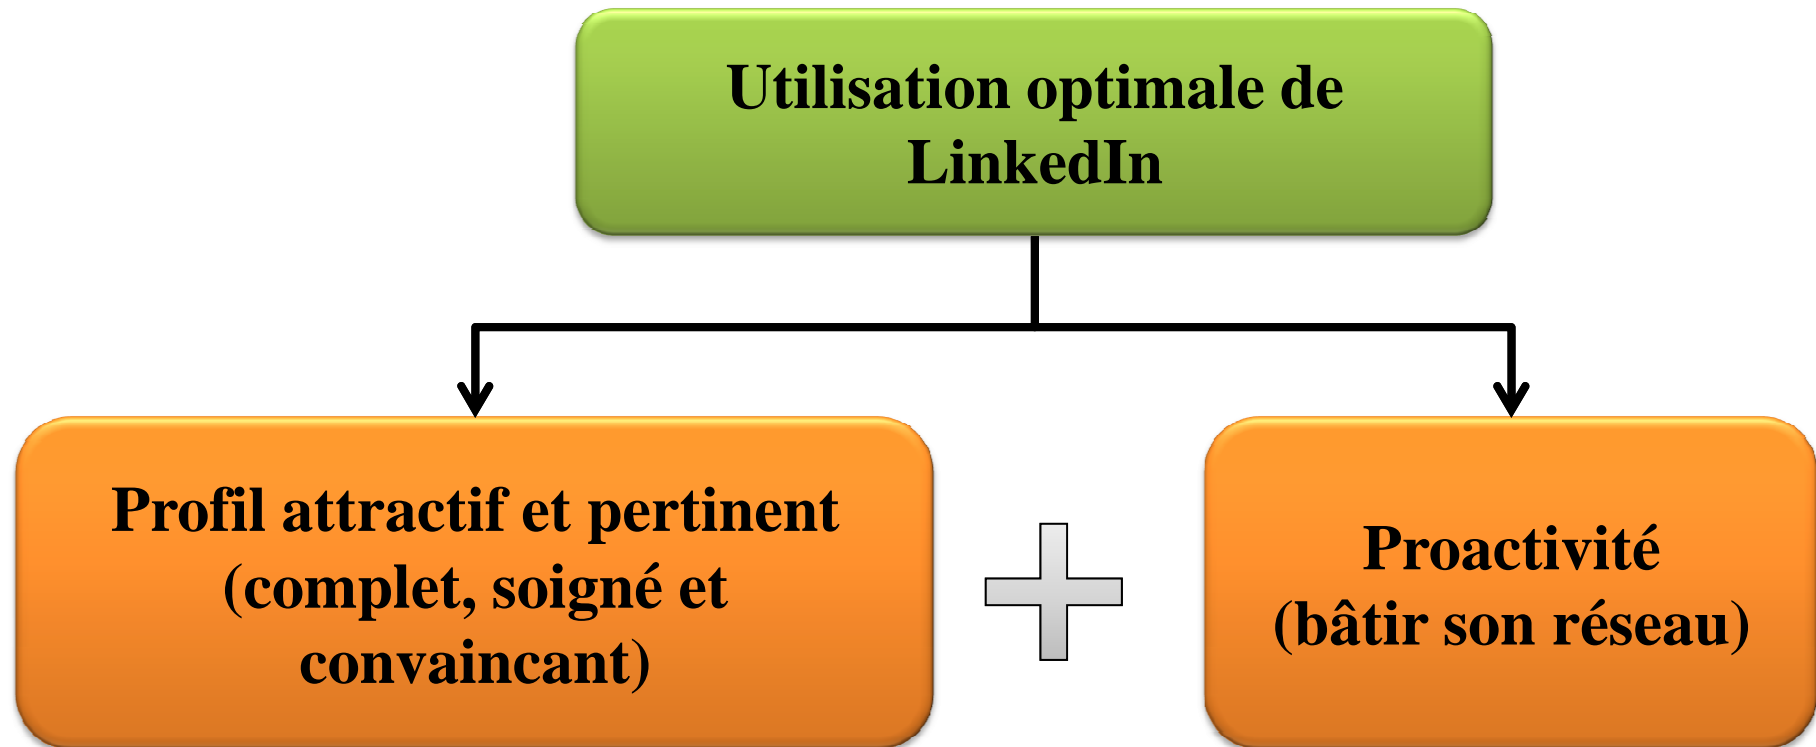 Utilisation optimale de
LinkedIn
Profil attractif et pertinent
(complet, soigné et
convaincant)
Proactivité
(bâtir son réseau)